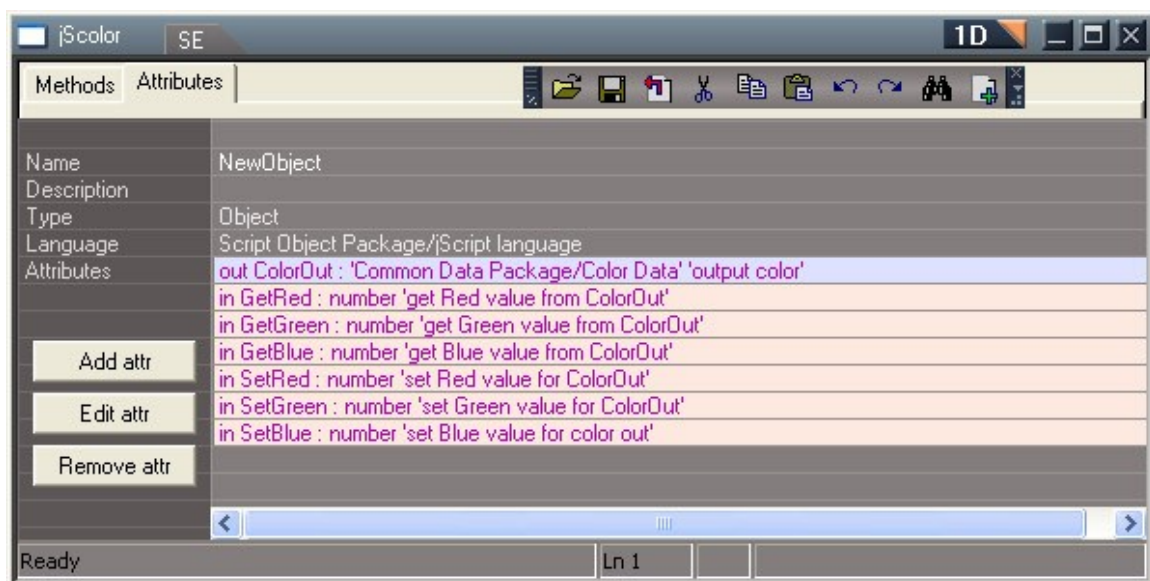 jScolor SE 1D
Methods Attributes
Name NewObject
Description
Type Object
Language Script Object Package/jScript language
Attributes out ColorOut : 'Common Data Package/Color Data' 'output color'
in GetRed : number 'get Red value from ColorOut'
in GetGreen : number 'get Green value from ColorOut'
in GetBlue : number 'get Blue value from ColorOut'
in SetRed : number 'set Red value for ColorOut'
in SetGreen : number 'set Green value for ColorOut'
in SetBlue : number 'set Blue value for color out'
Add attr
Edit attr
Remove attr
Ready Ln 1